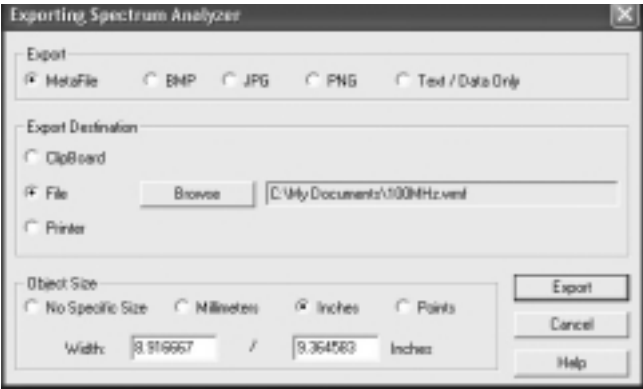 Exporting Spectrum Analyzer
Export
MetaFile BMP JPG PNG Text / Data Only
Export Destination
ClipBoard
File Browse C:\My Documents\100MHz.wmf
Printer
Object Size
No Specific Size Millimeters Inches Points
Width: 9.916667 / 9.364583 Inches
Export
Cancel
Help